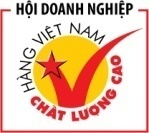 HỘI DOANH NGHIỆP
HÀNG VIỆT NAM
CHẤT LƯỢNG CAO